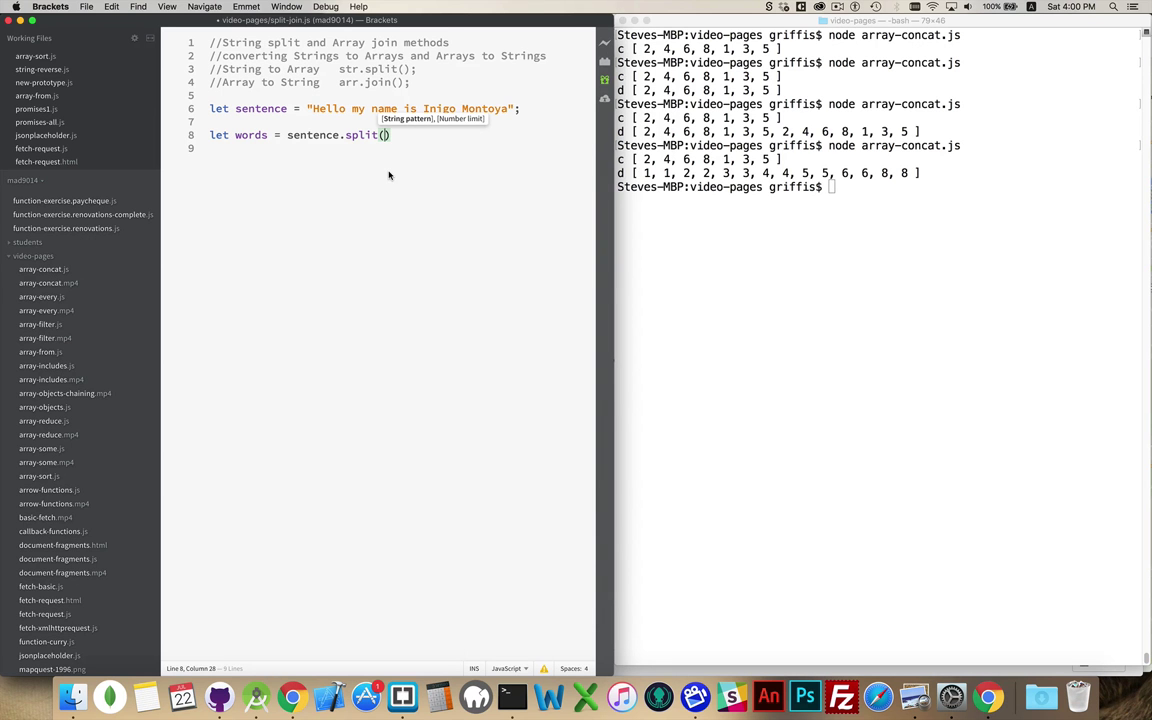 Brackets File Edit Find View Navigate Emmet Window Debug Help 100% Sat 4:00 PM
• video-pages/split-join.js (mad9014) — Brackets
video-pages — -bash — 79×46
Working Files
array-sort.js
string-reverse.js
new-prototype.js
array-from.js
promises1.js
promises-all.js
jsonplaceholder.js
fetch-request.js
fetch-request.html
mad9014
function-exercise.paycheque.js
function-exercise.renovations-complete.js
function-exercise.renovations.js
students
video-pages
array-concat.js
array-concat.mp4
array-every.js
array-every.mp4
array-filter.js
array-filter.mp4
array-from.js
array-includes.js
array-includes.mp4
array-objects-chaining.mp4
array-objects.js
array-reduce.js
array-reduce.mp4
array-some.js
array-some.mp4
array-sort.js
arrow-functions.js
arrow-functions.mp4
basic-fetch.mp4
callback-functions.js
document-fragments.html
document-fragments.js
document-fragments.mp4
fetch-basic.js
fetch-request.html
fetch-request.js
fetch-xmlhttprequest.js
function-curry.js
jsonplaceholder.js
mapquest-1996.png
1 //String split and Array join methods
2 //converting Strings to Arrays and Arrays to Strings
3 //String to Array str.split();
4 //Array to String arr.join();
5
6 let sentence = "Hello my name is Inigo Montoya";
[String pattern], [Number limit]
7
8 let words = sentence.split()
9
Line 8, Column 28 — 9 Lines
INS JavaScript Spaces: 4
Steves-MBP:video-pages griffis$ node array-concat.js
c [ 2, 4, 6, 8, 1, 3, 5 ]
Steves-MBP:video-pages griffis$ node array-concat.js
c [ 2, 4, 6, 8, 1, 3, 5 ]
d [ 2, 4, 6, 8, 1, 3, 5 ]
Steves-MBP:video-pages griffis$ node array-concat.js
c [ 2, 4, 6, 8, 1, 3, 5 ]
d [ 2, 4, 6, 8, 1, 3, 5, 2, 4, 6, 8, 1, 3, 5 ]
Steves-MBP:video-pages griffis$ node array-concat.js
c [ 2, 4, 6, 8, 1, 3, 5 ]
d [ 1, 1, 2, 2, 3, 3, 4, 4, 5, 5, 6, 6, 8, 8 ]
Steves-MBP:video-pages griffis$
JUL
22
1
An
Ps